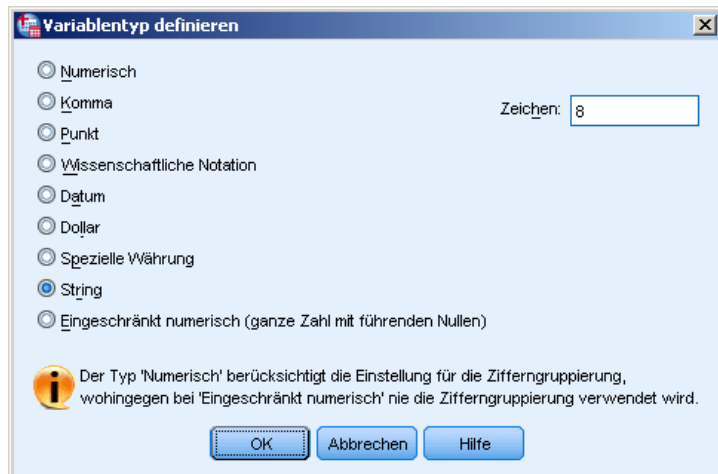 Variablentyp definieren
Numerisch
Komma
Zeichen: 8
Punkt
Wissenschaftliche Notation
Datum
Dollar
Spezielle Währung
String
Eingeschränkt numerisch (ganze Zahl mit führenden Nullen)
Der Typ 'Numerisch' berücksichtigt die Einstellung für die Zifferngruppierung,
wohingegen bei 'Eingeschränkt numerisch' nie die Zifferngruppierung verwendet wird.
OK Abbrechen Hilfe